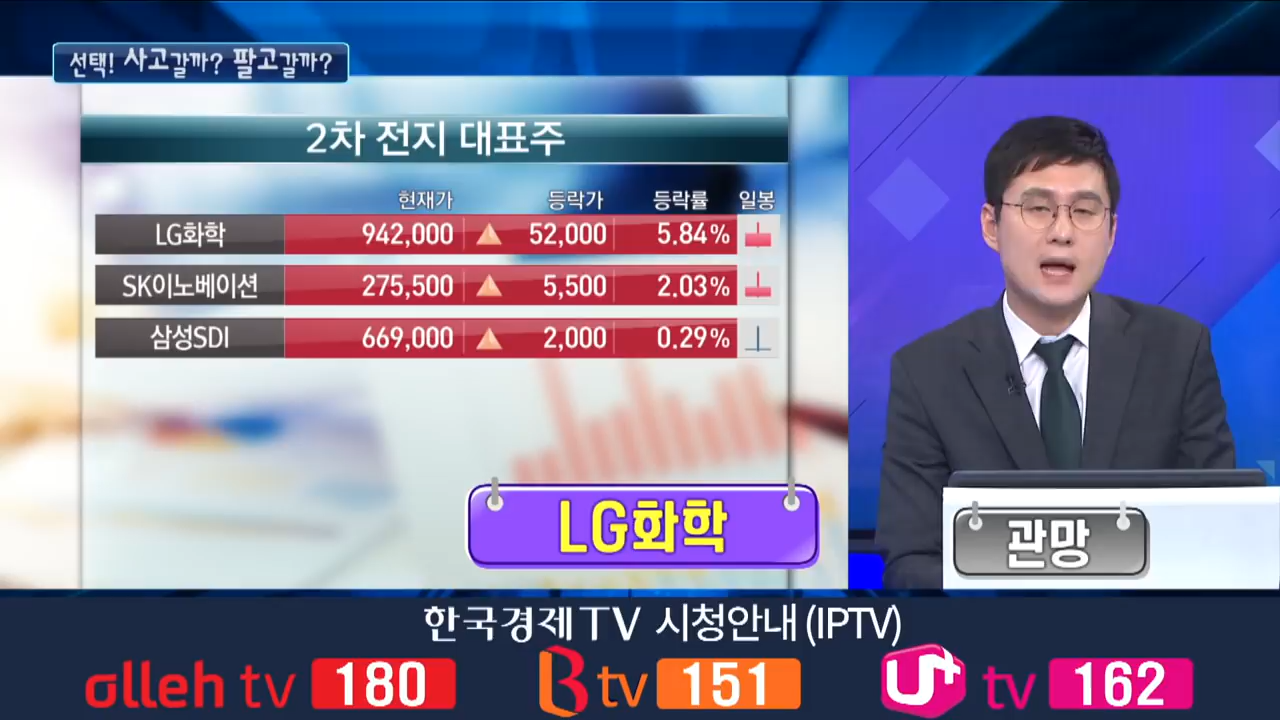 선택! 사고갈까? 팔고갈까?
2차 전지 대표주
현재가 등락가 등락률 일봉
LG화학 942,000 ▲ 52,000 5.84%
SK이노베이션 275,500 ▲ 5,500 2.03%
삼성SDI 669,000 ▲ 2,000 0.29%
LG화학
관망
한국경제TV 시청안내(IPTV)
olleh tv 180 B tv 151 U+ tv 162